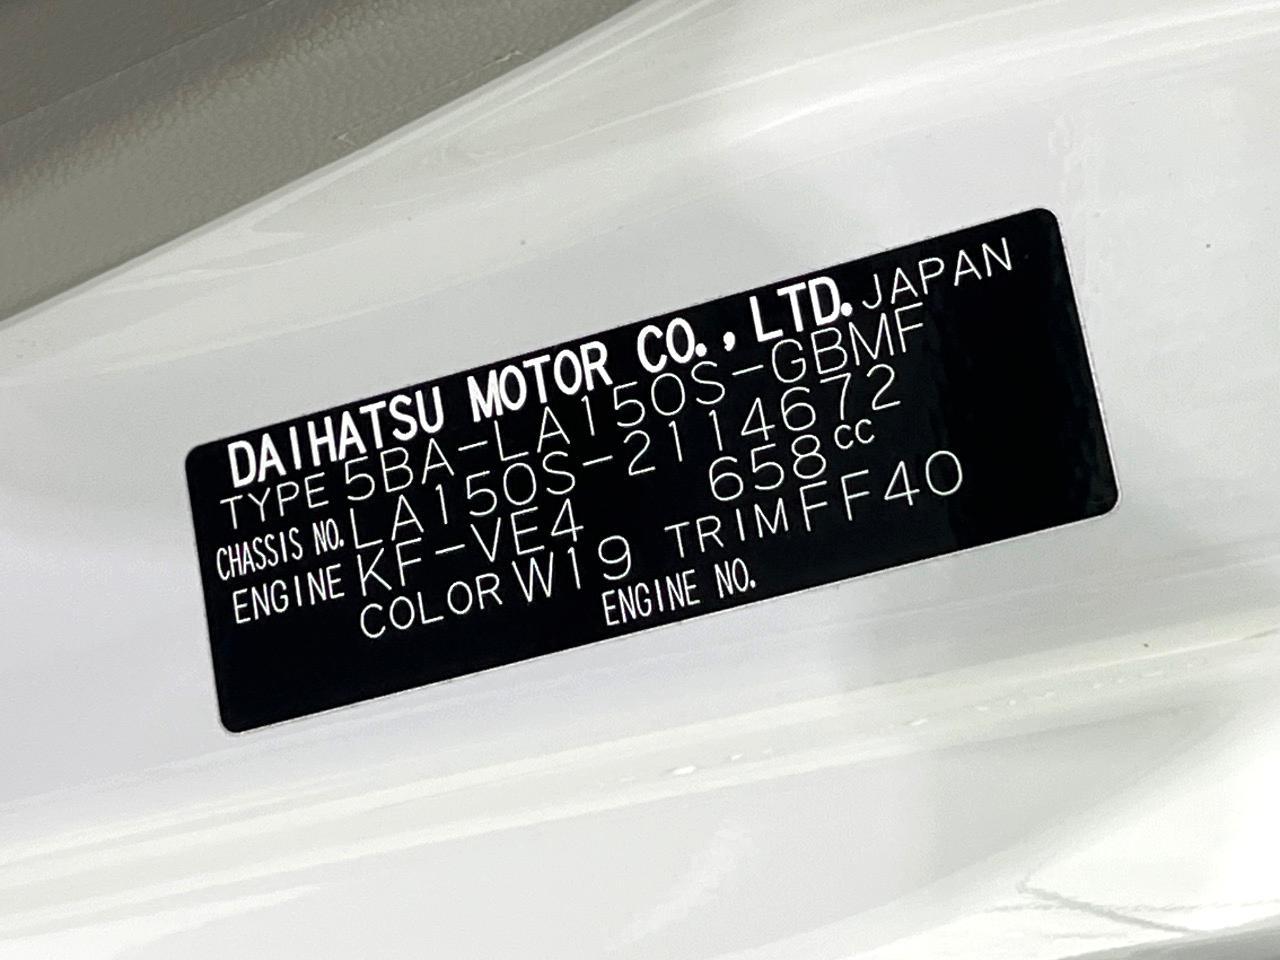 DAIHATSU MOTOR CO., LTD. JAPAN
TYPE 5BA-LA150S-GBMF
CHASSIS NO. LA150S-2114672
ENGINE KF-VE4 658cc
COLOR W19 TRIM FF40
ENGINE NO.